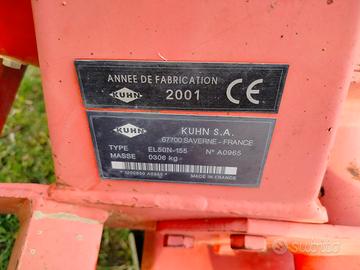 ANNEE DE FABRICATION
KUHN 2001 CE
KUHN KUHN S.A.
67700 SAVERNE - FRANCE
TYPE EL50N-155 N° A0965
MASSE 0306 kg
MADE IN FRANCE
subito